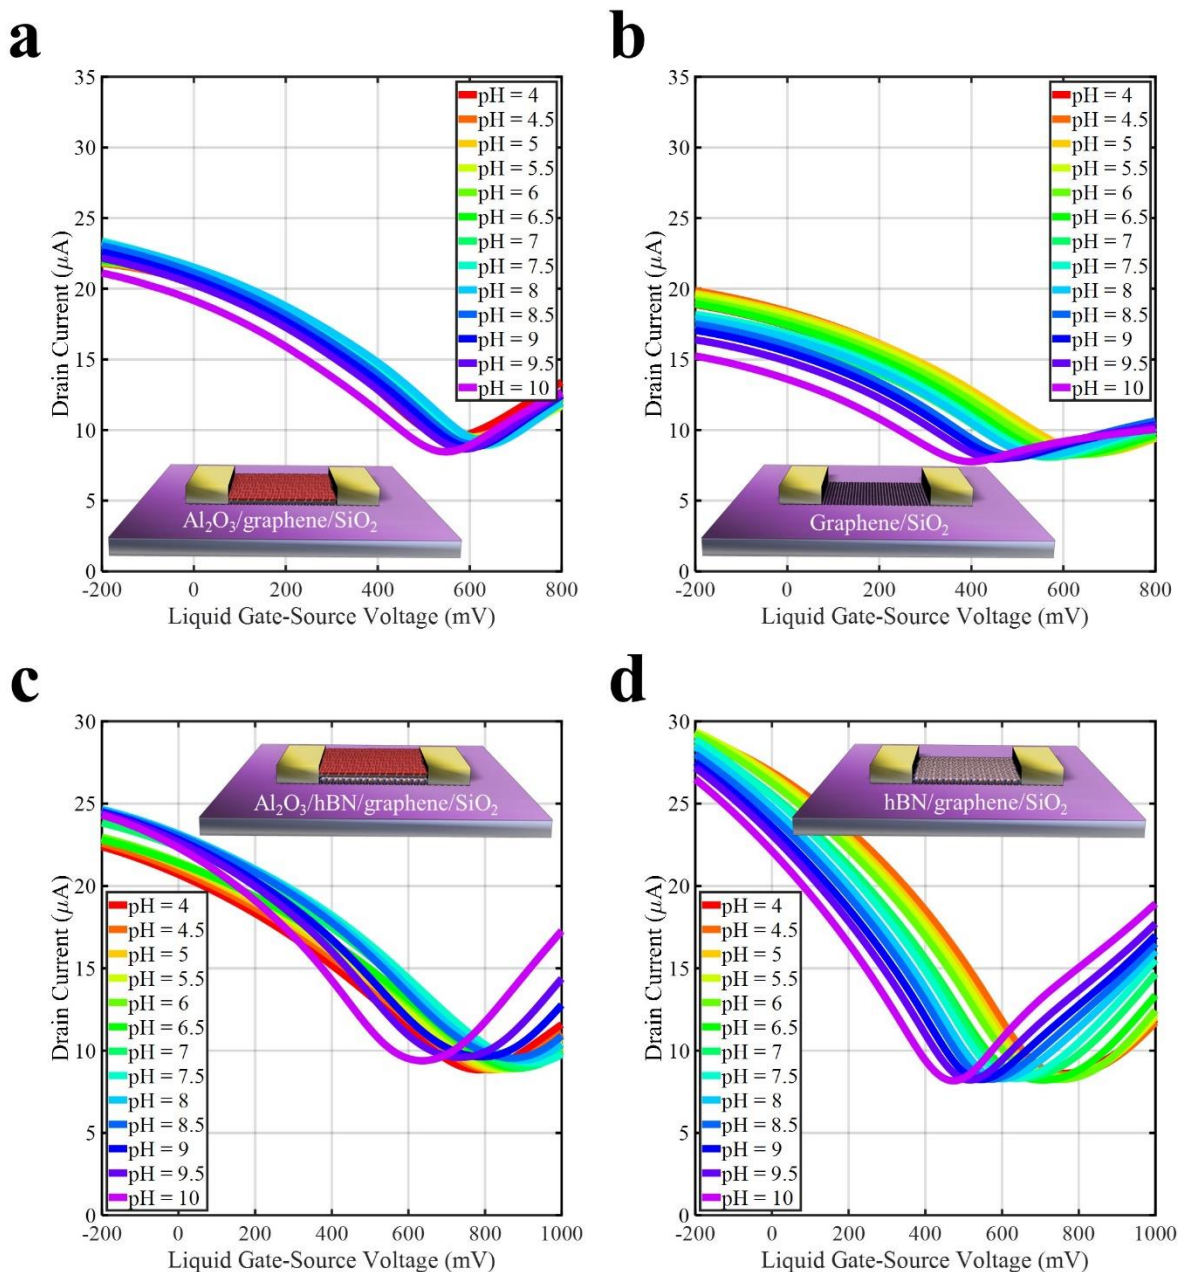 a
35
30
25
20
15
10
5
0
Drain Current (μA)
pH = 4
pH = 4.5
pH = 5
pH = 5.5
pH = 6
pH = 6.5
pH = 7
pH = 7.5
pH = 8
pH = 8.5
pH = 9
pH = 9.5
pH = 10
Al₂O₃/graphene/SiO₂
-200 0 200 400 600 800
Liquid Gate-Source Voltage (mV)
b
35
30
25
20
15
10
5
0
Drain Current (μA)
pH = 4
pH = 4.5
pH = 5
pH = 5.5
pH = 6
pH = 6.5
pH = 7
pH = 7.5
pH = 8
pH = 8.5
pH = 9
pH = 9.5
pH = 10
Graphene/SiO₂
-200 0 200 400 600 800
Liquid Gate-Source Voltage (mV)
c
30
25
20
15
10
5
0
Drain Current (μA)
Al₂O₃/hBN/graphene/SiO₂
pH = 4
pH = 4.5
pH = 5
pH = 5.5
pH = 6
pH = 6.5
pH = 7
pH = 7.5
pH = 8
pH = 8.5
pH = 9
pH = 9.5
pH = 10
-200 0 200 400 600 800 1000
Liquid Gate-Source Voltage (mV)
d
30
25
20
15
10
5
0
Drain Current (μA)
hBN/graphene/SiO₂
pH = 4
pH = 4.5
pH = 5
pH = 5.5
pH = 6
pH = 6.5
pH = 7
pH = 7.5
pH = 8
pH = 8.5
pH = 9
pH = 9.5
pH = 10
-200 0 200 400 600 800 1000
Liquid Gate-Source Voltage (mV)